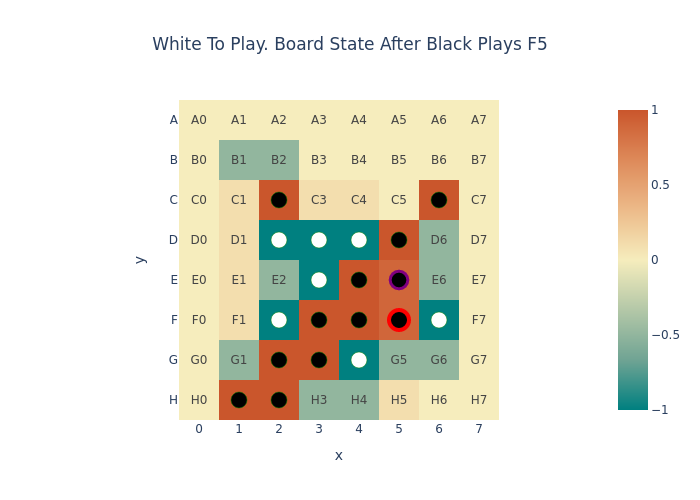 White To Play. Board State After Black Plays F5
A A0 A1 A2 A3 A4 A5 A6 A7 1
B B0 B1 B2 B3 B4 B5 B6 B7
C C0 C1 C3 C4 C5 C7 0.5
D D0 D1 D6 D7
y E E0 E1 E2 E6 E7 0
F F0 F1 F7 −0.5
G G0 G1 G5 G6 G7
H H0 H3 H4 H5 H6 H7 −1
0 1 2 3 4 5 6 7
x